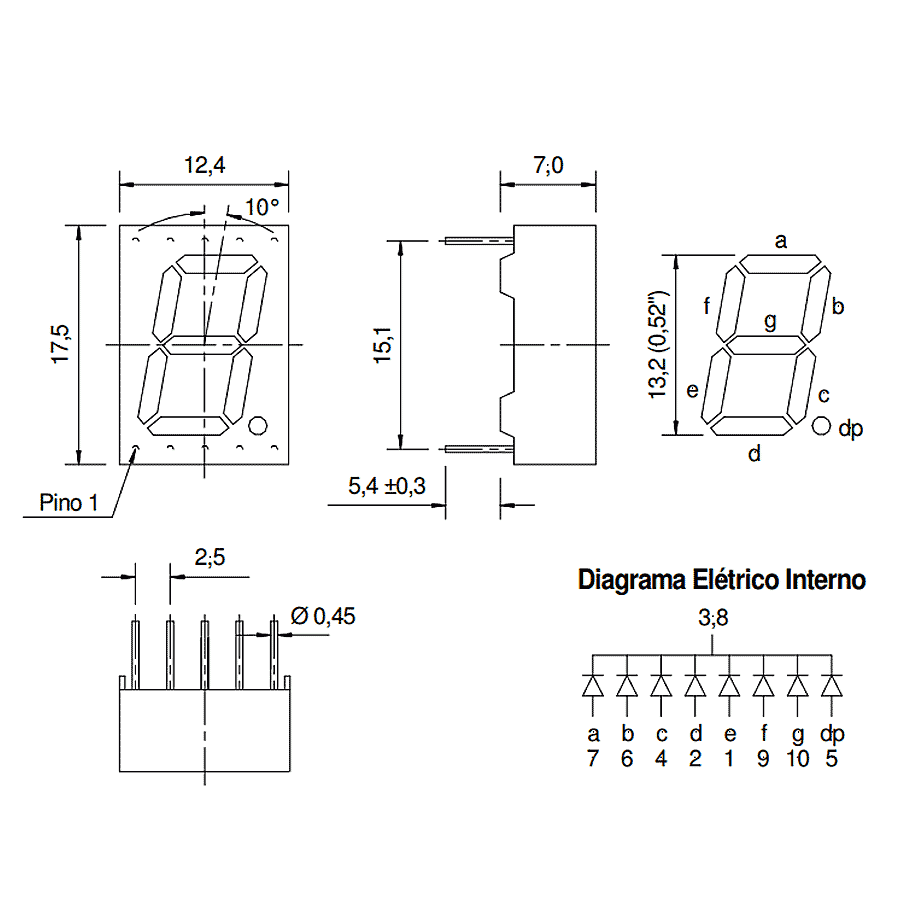 12,4
7;0
10°
a
17,5
15,1
13,2 (0,52")
f
b
g
e
c
dp
d
Pino 1
5,4 ±0,3
2;5
Ø 0,45
Diagrama Elétrico Interno
3;8
a b c d e f g dp
7 6 4 2 1 9 10 5